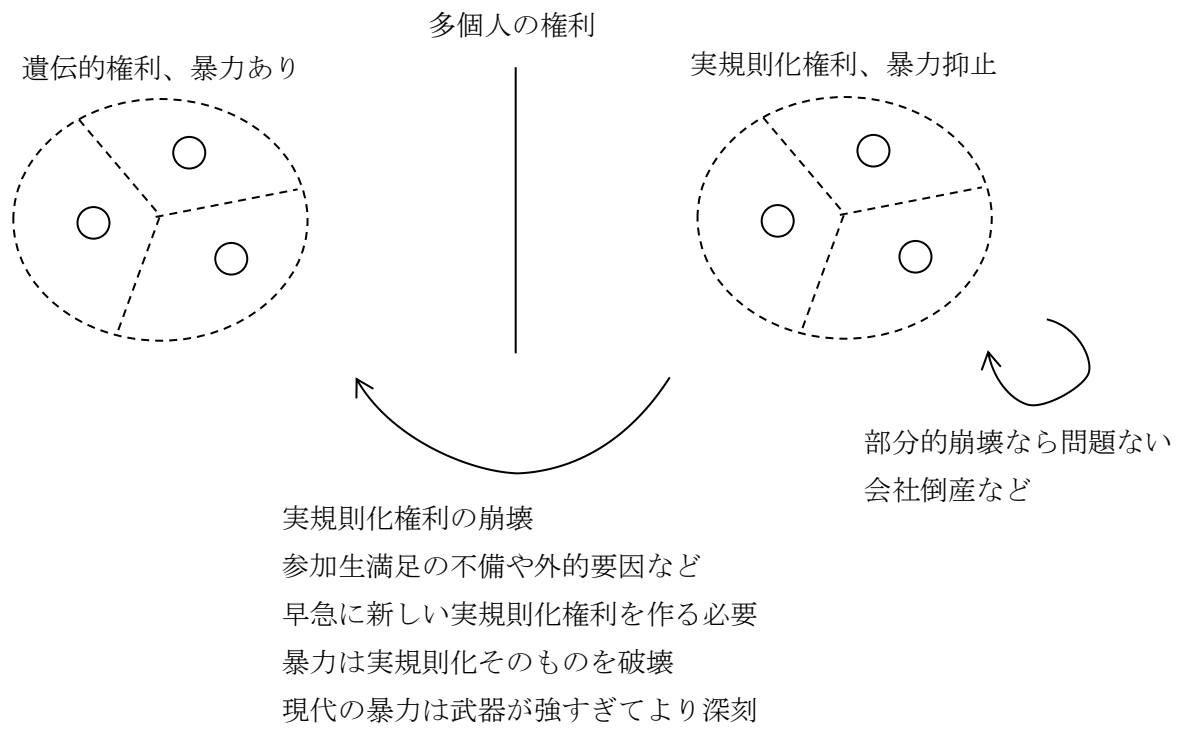 多個人の権利
遺伝的権利、暴力あり
実規則化権利、暴力抑止
部分的崩壊なら問題ない
会社倒産など
実規則化権利の崩壊
参加生満足の不備や外的要因など
早急に新しい実規則化権利を作る必要
暴力は実規則化そのものを破壊
現代の暴力は武器が強すぎてより深刻